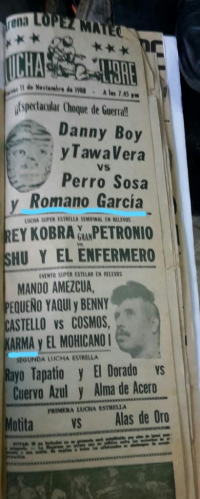 Arena LOPEZ MATEO
LUCHA LIBRE
11 de Noviembre de 1988 - A las 7.45 pm
¡¡Espectacular Choque de Guerra!!
Danny Boy
y Tawa Vera
vs
Perro Sosa
y Romano García
LUCHA SUPER ESTRELLA SEMIFINAL EN RELEVOS
REY KOBRA Y GRAN PETRONIO
vs
SHU Y EL ENFERMERO
EVENTO SUPER ESTELAR EN RELEVOS
MANDO AMEZCUA,
PEQUEÑO YAQUI y BENNY
CASTELLO vs COSMOS,
KARMA y EL MOHICANO I
SEGUNDA LUCHA ESTRELLA
Rayo Tapatio y El Dorado vs
Cuervo Azul y Alma de Acero
PRIMERA LUCHA ESTRELLA
Motita vs Alas de Oro